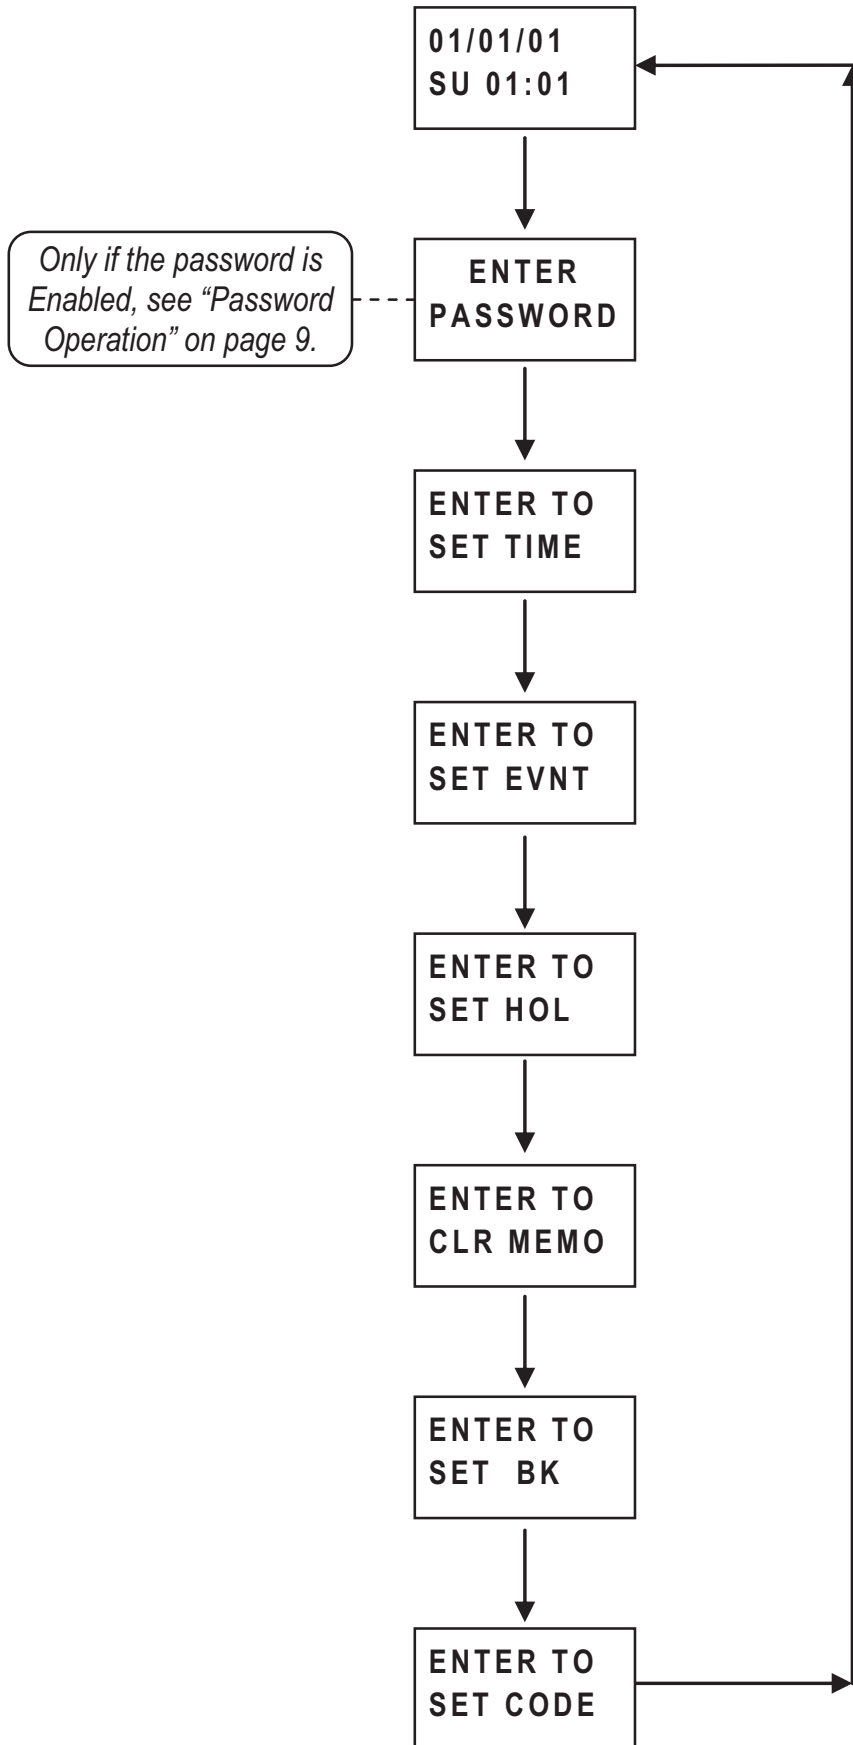 01/01/01
SU 01:01
Only if the password is
Enabled, see “Password
Operation” on page 9.
ENTER
PASSWORD
ENTER TO
SET TIME
ENTER TO
SET EVNT
ENTER TO
SET HOL
ENTER TO
CLR MEMO
ENTER TO
SET BK
ENTER TO
SET CODE